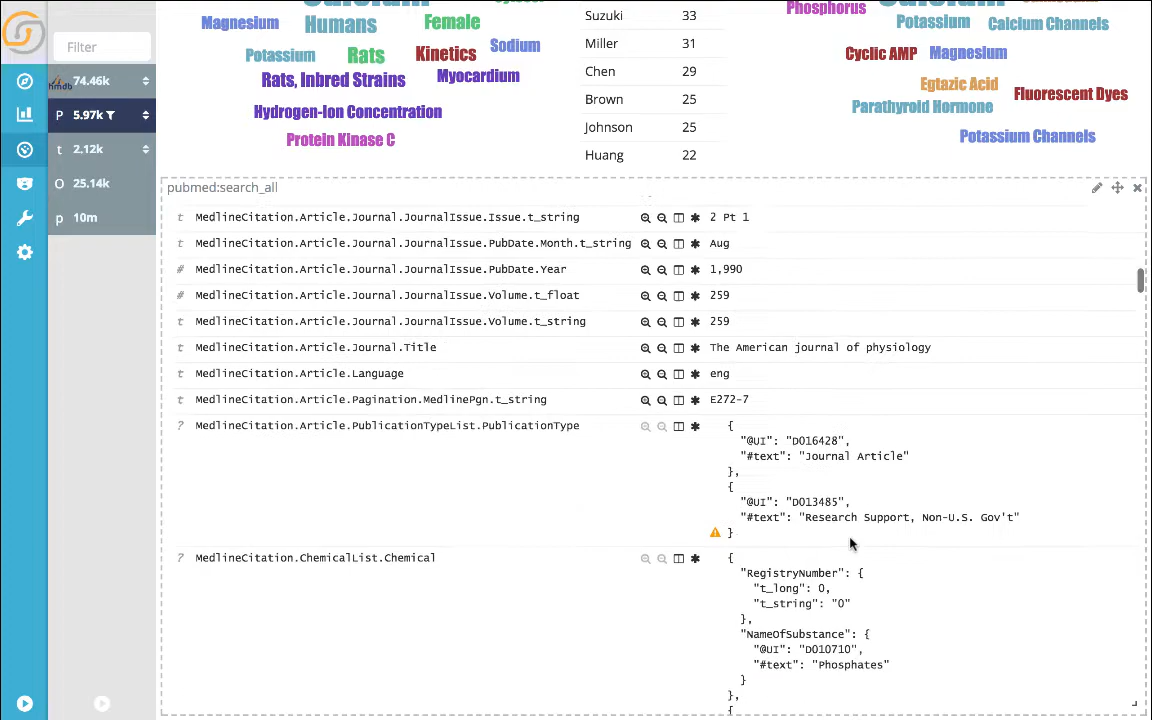 Filter
hmdb 74.46k
P 5.97k
t 2.12k
O 25.14k
p 10m
Magnesium
Humans
Female
Potassium
Rats
Kinetics
Sodium
Rats, Inbred Strains
Myocardium
Hydrogen-Ion Concentration
Protein Kinase C
Suzuki 33
Miller 31
Chen 29
Brown 25
Johnson 25
Huang 22
Phosphorus
Potassium
Calcium Channels
Cyclic AMP
Magnesium
Egtazic Acid
Fluorescent Dyes
Parathyroid Hormone
Potassium Channels
pubmed:search_all
t MedlineCitation.Article.Journal.JournalIssue.Issue.t_string 2 Pt 1
t MedlineCitation.Article.Journal.JournalIssue.PubDate.Month.t_string Aug
# MedlineCitation.Article.Journal.JournalIssue.PubDate.Year 1,990
# MedlineCitation.Article.Journal.JournalIssue.Volume.t_float 259
t MedlineCitation.Article.Journal.JournalIssue.Volume.t_string 259
t MedlineCitation.Article.Journal.Title The American journal of physiology
t MedlineCitation.Article.Language eng
t MedlineCitation.Article.Pagination.MedlinePgn.t_string E272-7
? MedlineCitation.Article.PublicationTypeList.PublicationType {
"@UI": "D016428",
"#text": "Journal Article"
},
{
"@UI": "D013485",
"#text": "Research Support, Non-U.S. Gov't"
}
? MedlineCitation.ChemicalList.Chemical {
"RegistryNumber": {
"t_long": 0,
"t_string": "0"
},
"NameOfSubstance": {
"@UI": "D010710",
"#text": "Phosphates"
}
},
{